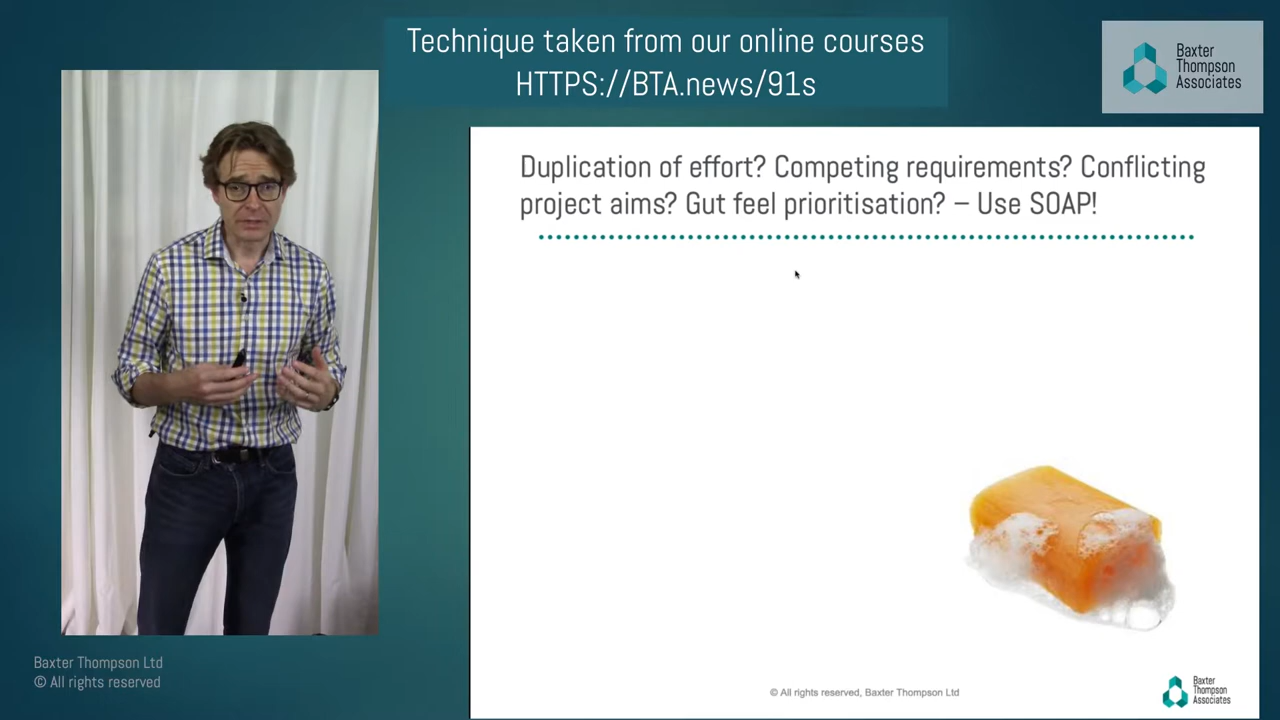 Technique taken from our online courses
HTTPS://BTA.news/91s
Baxter
Thompson
Associates
Duplication of effort? Competing requirements? Conflicting
project aims? Gut feel prioritisation? – Use SOAP!
Baxter Thompson Ltd
© All rights reserved
© All rights reserved, Baxter Thompson Ltd
Baxter
Thompson
Associates